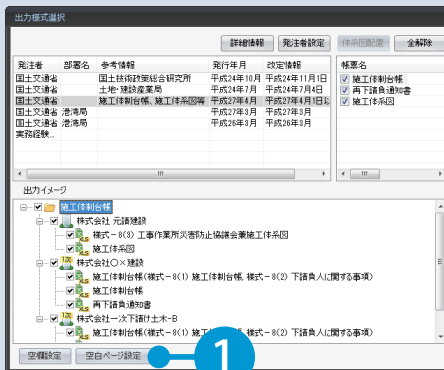 出力様式選択
詳細情報 発注者設定 体系図配置 全解除
発注者 部署名 参考情報 発行年月 改定情報 帳票名
国土交通省 国土技術政策総合研究所 平成24年10月 平成24年11月1日 施工体制台帳
国土交通省 土地・建設産業局 平成24年7月 平成24年7月4日 再下請負通知書
国土交通省 施工体制台帳、施工体系図等 平成27年4月 平成27年4月1日以 施工体系図
国土交通省 港湾局 平成27年3月 平成27年3月
国土交通省 港湾局 平成26年3月 平成26年3月
実務経験...
出力イメージ
施工体制台帳
株式会社 元請建設
様式-8(3) 工事作業所災害防止協議会兼施工体系図
施工体系図
株式会社〇×建設
施工体制台帳(様式-8(1) 施工体制台帳, 様式-8(2) 下請負人に関する事項)
施工体制台帳
再下請負通知書
株式会社一次下請け土木-B
施工体制台帳(様式-8(1) 施工体制台帳, 様式-8(2) 下請負人に関する事項)
空欄設定 空白ページ設定 1